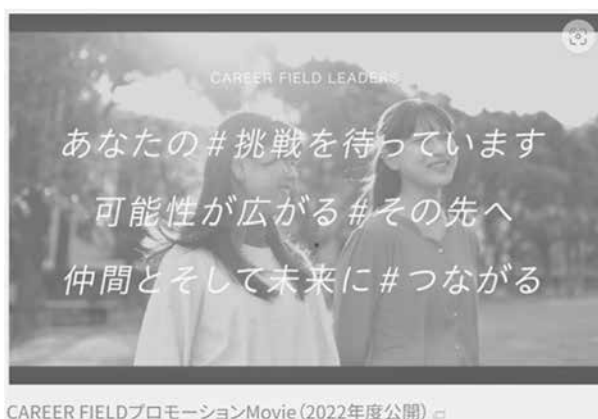 CAREER FIELD LEADERS
あなたの#挑戦を待っています
可能性が広がる#その先へ
仲間とそして未来に#つながる
CAREER FIELDプロモーションMovie（2022年度公開）